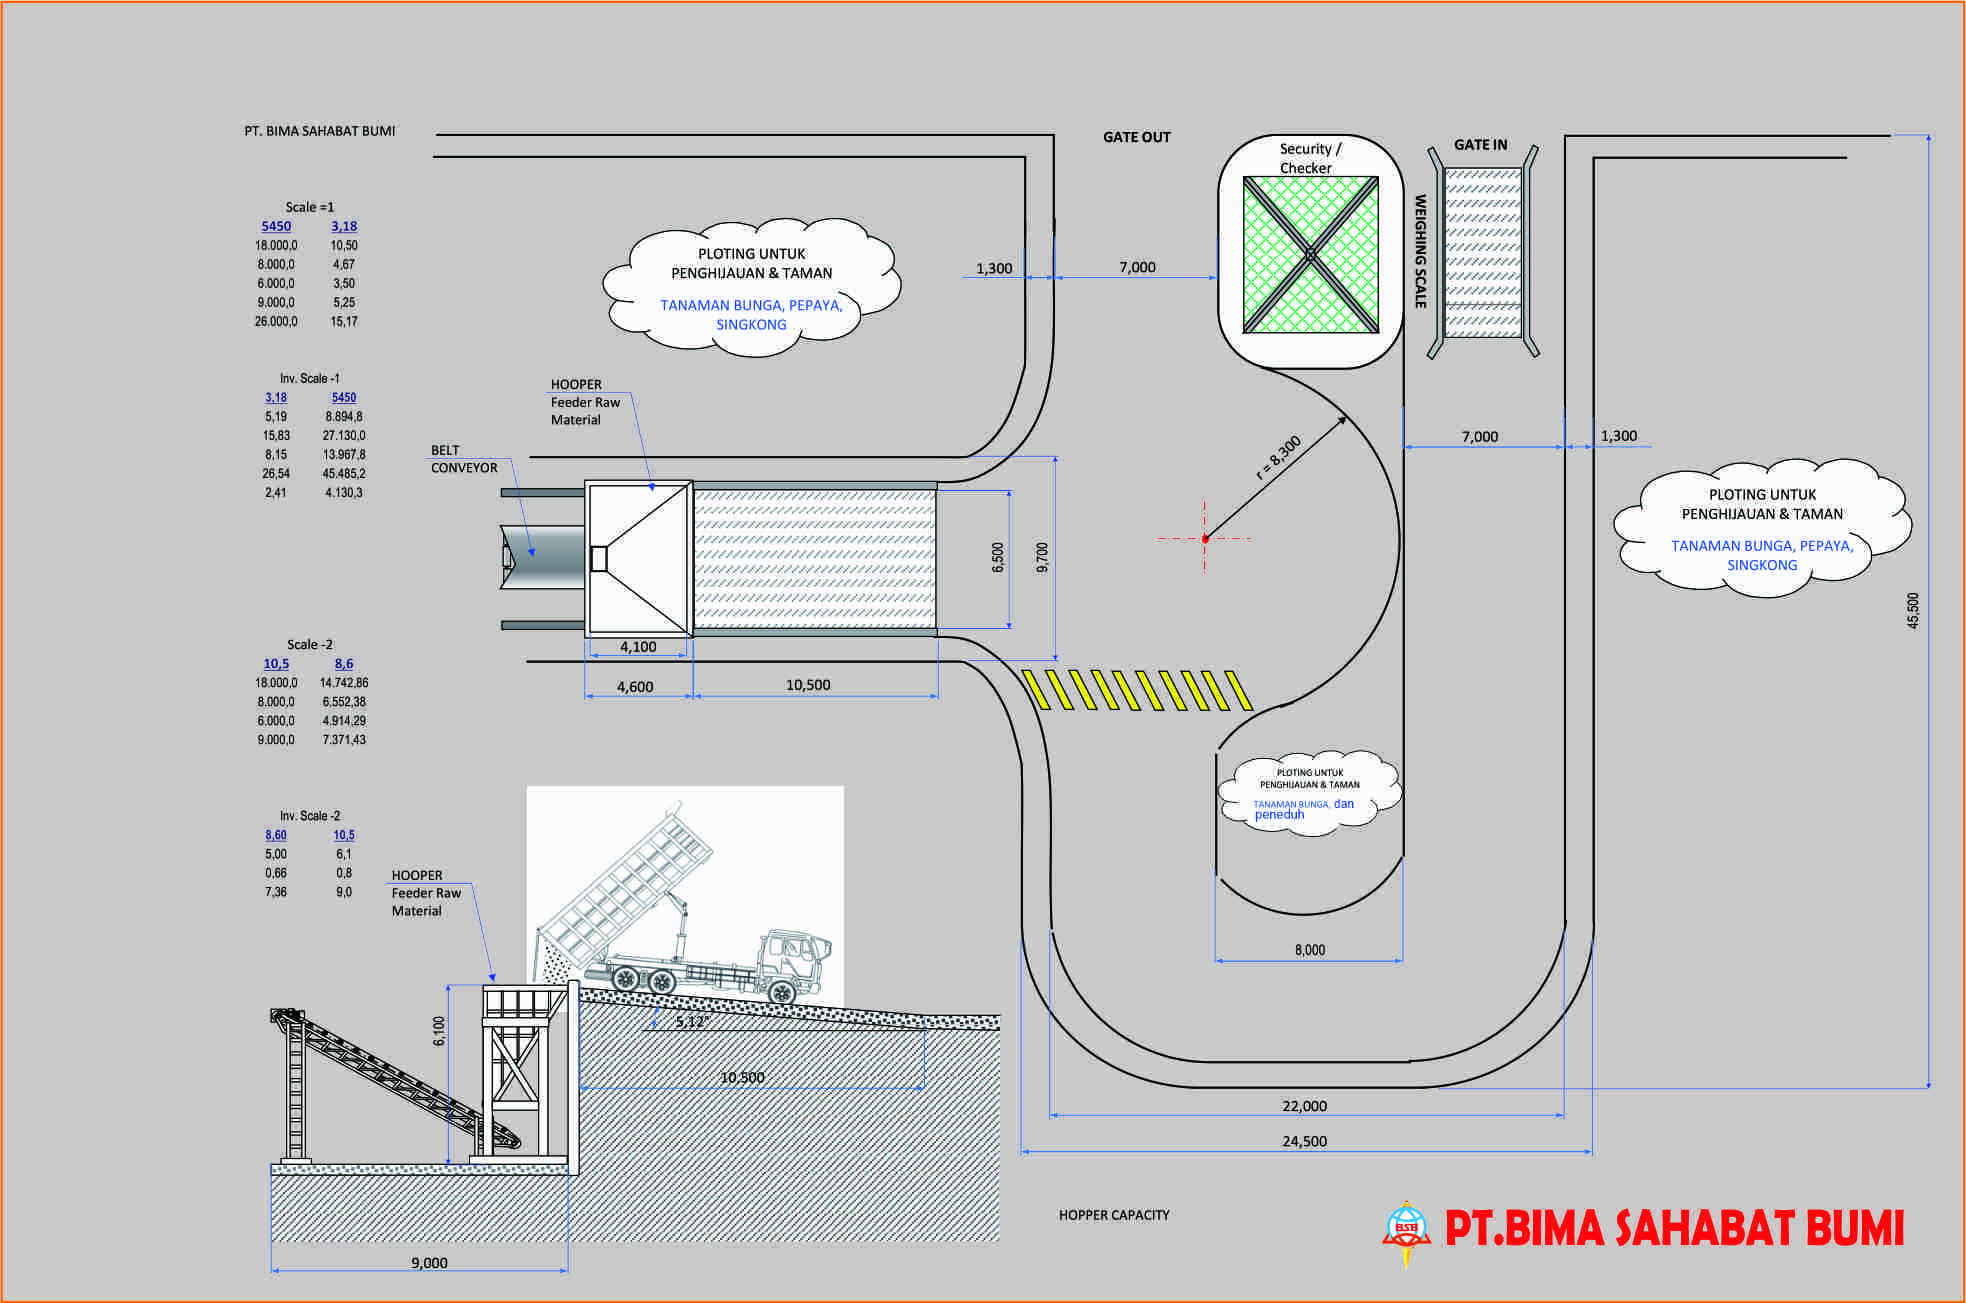 PT. BIMA SAHABAT BUMI
GATE OUT
Security /
Checker
GATE IN
WEIGHING SCALE
Scale =1
5450 3,18
18.000,0 10,50
8.000,0 4,67
6.000,0 3,50
9.000,0 5,25
26.000,0 15,17
PLOTING UNTUK
PENGHIJAUAN & TAMAN
TANAMAN BUNGA, PEPAYA,
SINGKONG
1,300
7,000
Inv. Scale -1
3,18 5450
5,19 8.894,8
15,83 27.130,0
8,15 13.967,8
26,54 45.485,2
2,41 4.130,3
HOOPER
Feeder Raw
Material
BELT
CONVEYOR
r = 8,300
7,000
1,300
PLOTING UNTUK
PENGHIJAUAN & TAMAN
TANAMAN BUNGA, PEPAYA,
SINGKONG
6,500
9,700
45,500
4,100
4,600
10,500
Scale -2
10,5 8,6
18.000,0 14.742,86
8.000,0 6.552,38
6.000,0 4.914,29
9.000,0 7.371,43
PLOTING UNTUK
PENGHIJAUAN & TAMAN
TANAMAN BUNGA, dan
peneduh
Inv. Scale -2
8,60 10,5
5,00 6,1
0,66 0,8
7,36 9,0
HOOPER
Feeder Raw
Material
8,000
6,100
5,12°
10,500
22,000
24,500
9,000
HOPPER CAPACITY
BSB
PT.BIMA SAHABAT BUMI